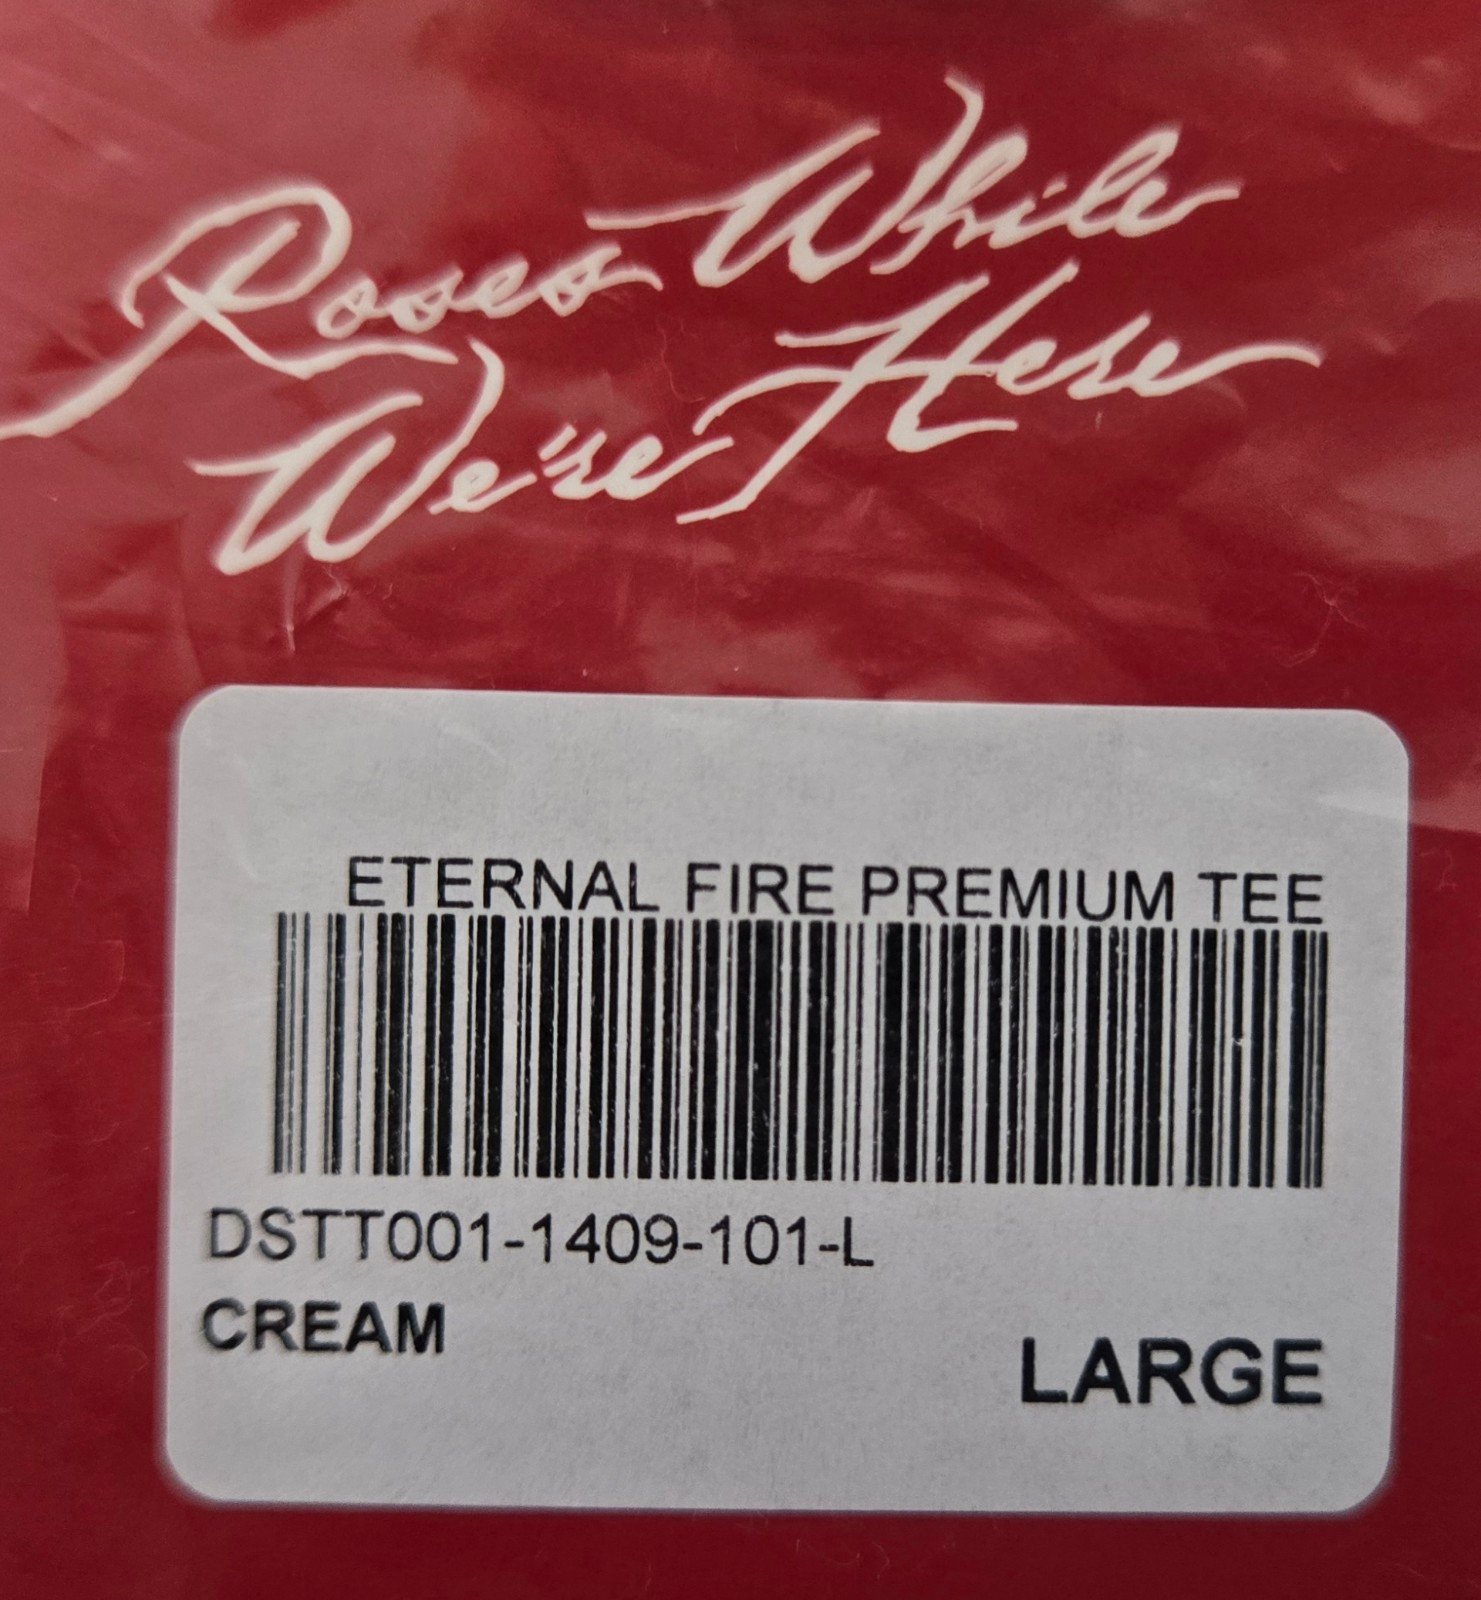 Roses While
We're Here
ETERNAL FIRE PREMIUM TEE
DSTT001-1409-101-L
CREAM
LARGE